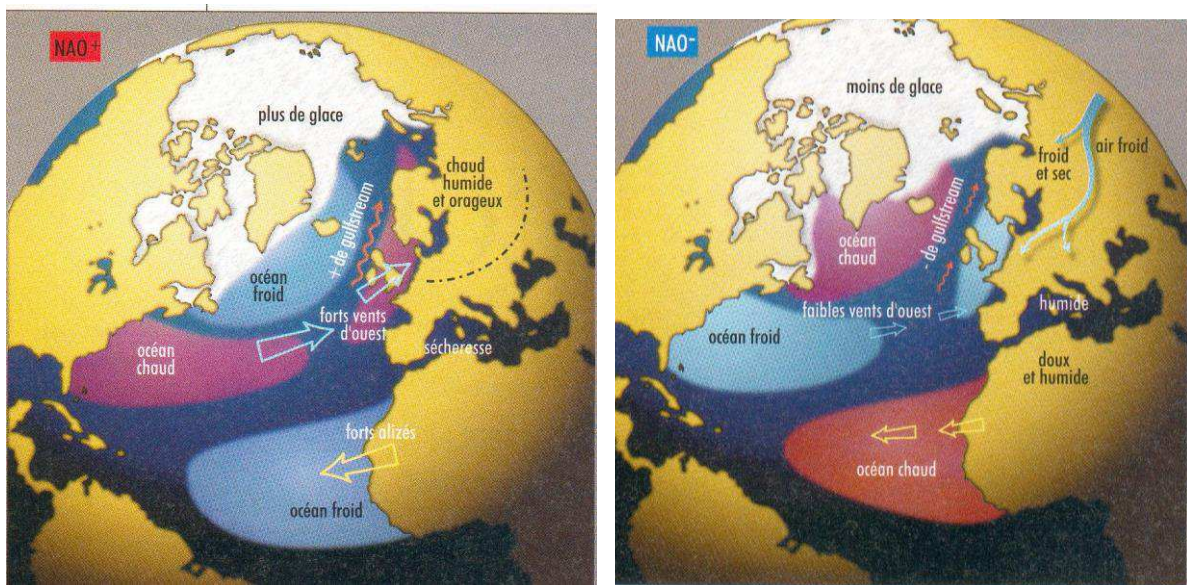 NAO+
plus de glace
chaud
humide
et orageux
+ de gulfstream
océan
froid
forts vents
d'ouest
océan
chaud
sécheresse
forts alizés
océan froid
NAO-
moins de glace
air froid
froid
et sec
- de gulfstream
océan
chaud
faibles vents d'ouest
humide
océan froid
doux
et humide
océan chaud